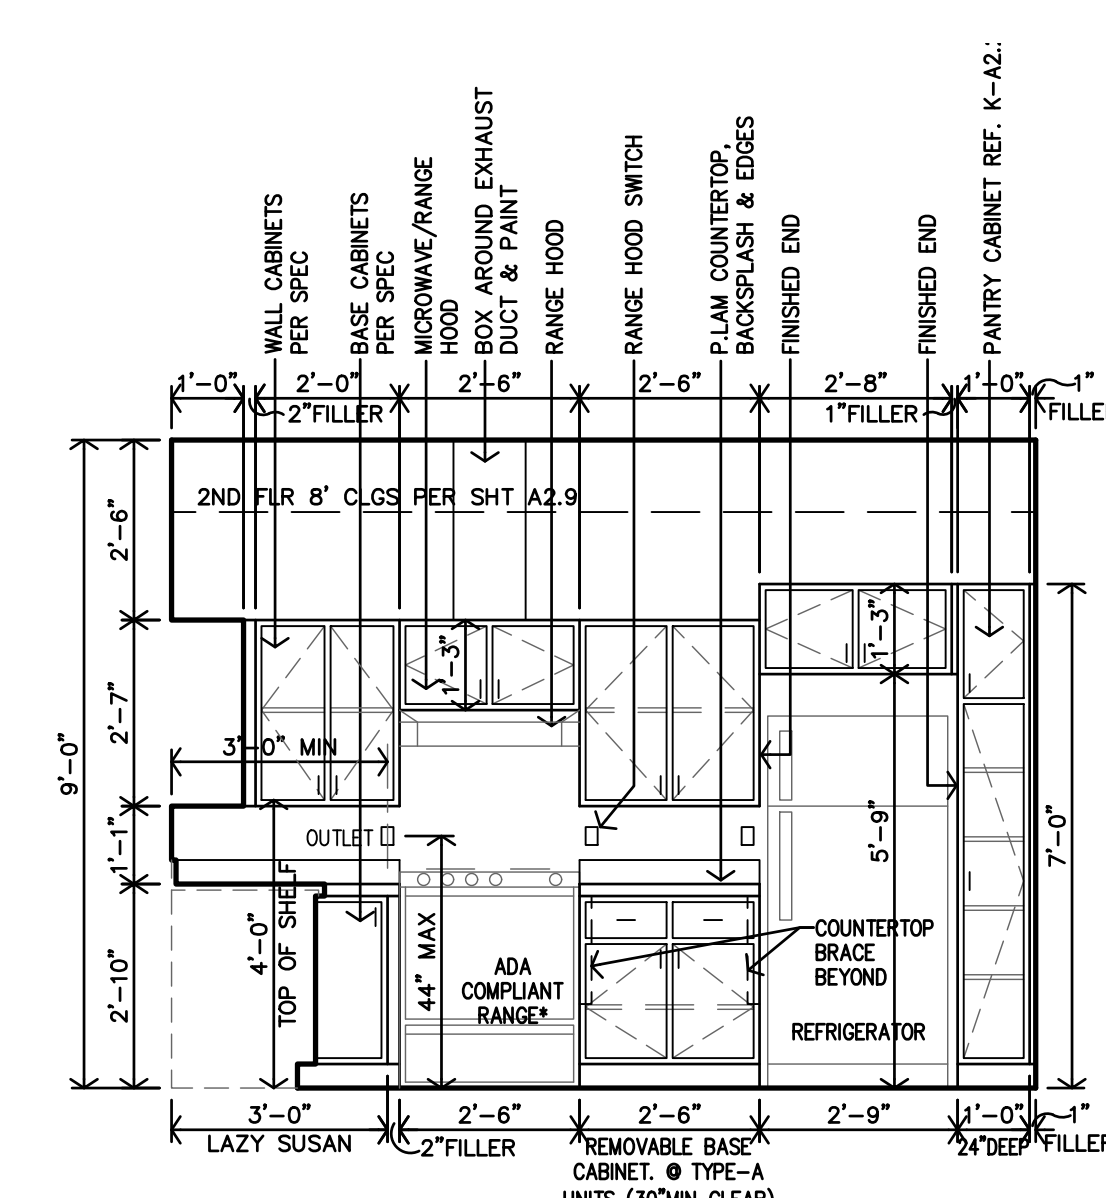 WALL CABINETS
PER SPEC
BASE CABINETS
PER SPEC
MICROWAVE/RANGE
HOOD
BOX AROUND EXHAUST
DUCT & PAINT
RANGE HOOD
RANGE HOOD SWITCH
P.LAM COUNTERTOP,
BACKSPLASH & EDGES
FINISHED END
FINISHED END
PANTRY CABINET REF. K-A2.
1'-0" 2'-0" 2'-6" 2'-6" 2'-8" 1'-0" 1"
2"FILLER 1"FILLER FILLE
2ND FLR 8' CLGS PER SHT A2.9
9'-0"
2'-6"
2'-7"
1'-1"
2'-10"
1'-3"
1'-3"
3'-0" MIN
OUTLET
4'-0"
TOP OF SHELF
44" MAX
ADA
COMPLIANT
RANGE*
COUNTERTOP
BRACE
BEYOND
5'-9"
REFRIGERATOR
7'-0"
3'-0" 2'-6" 2'-6" 2'-9" 1'-0" 1"
LAZY SUSAN 2"FILLER REMOVABLE BASE 24"DEEP FILLER
CABINET. @ TYPE-A
UNITS (30"MIN CLEAR)